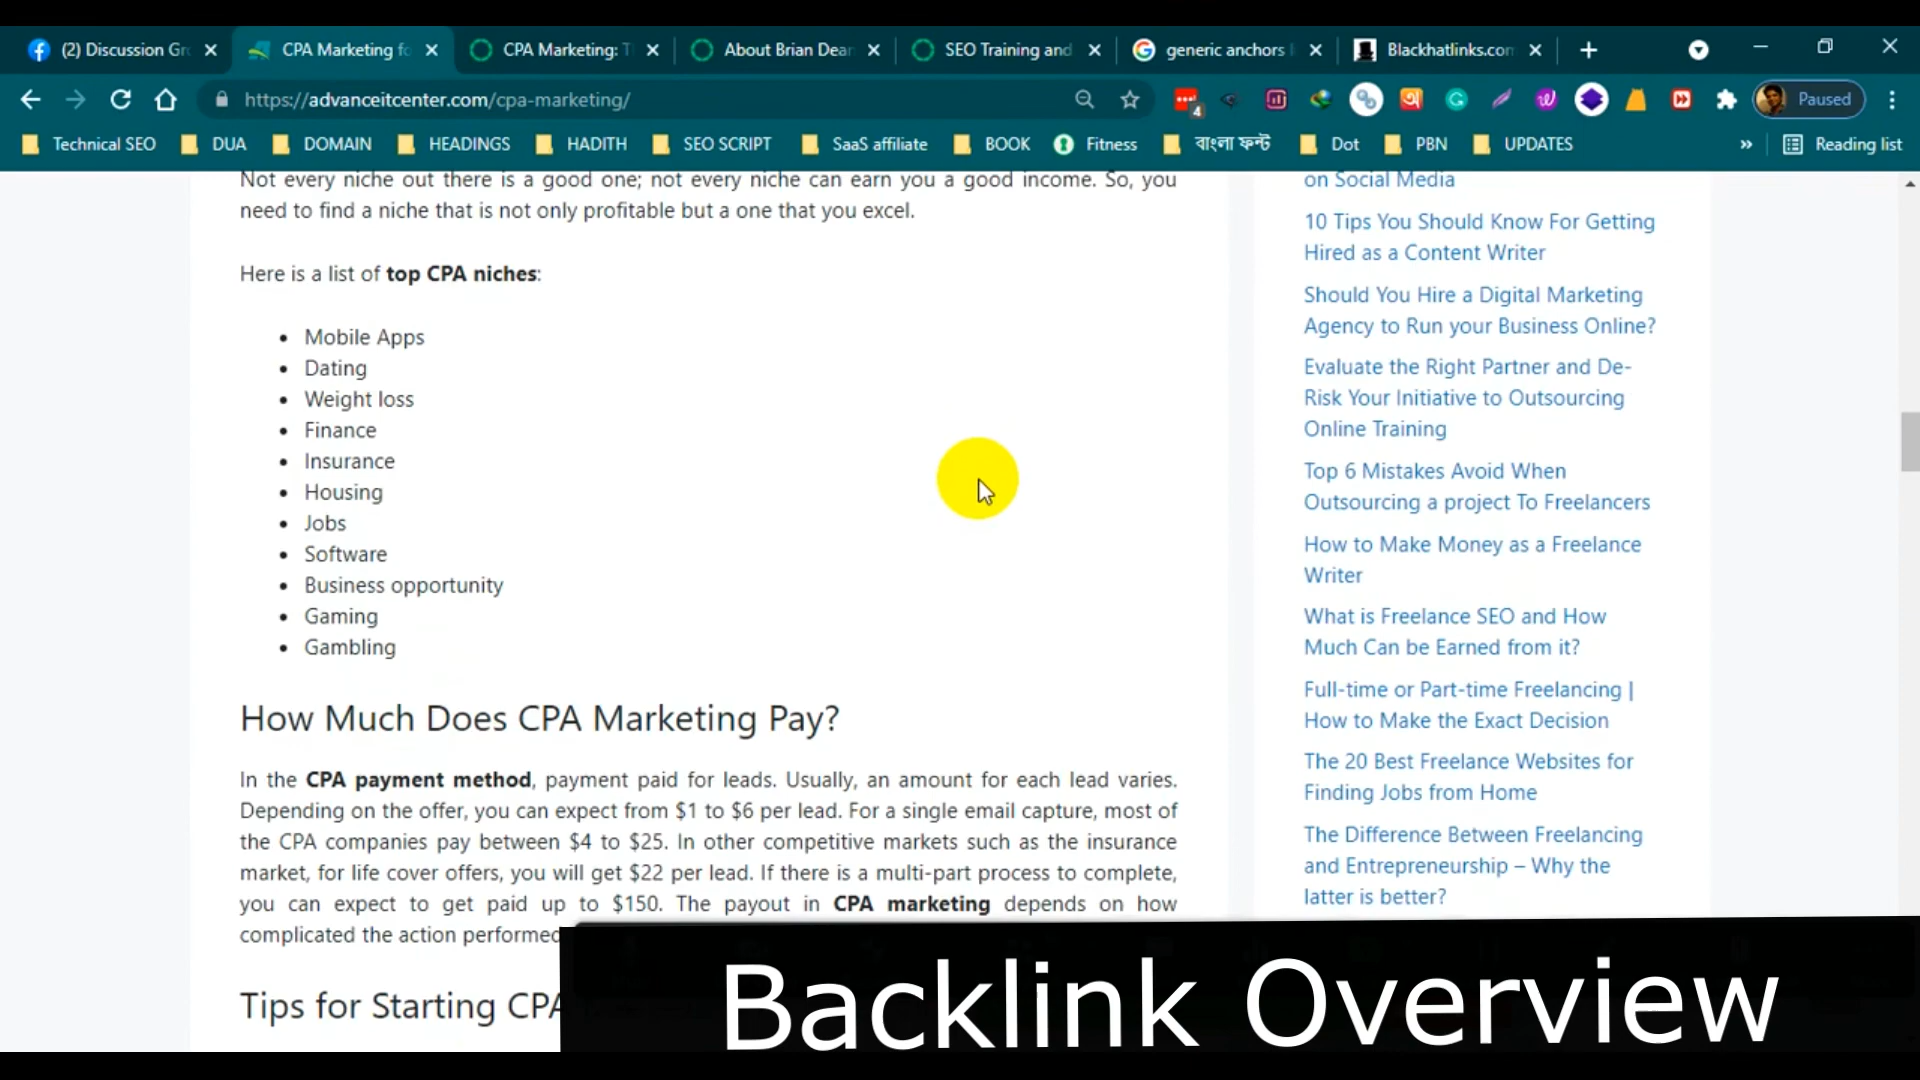 (2) Discussion Gr
CPA Marketing fo
CPA Marketing: T
About Brian Dean
SEO Training and
generic anchors l
Blackhatlinks.com
https://advanceitcenter.com/cpa-marketing/
4
Paused
Technical SEO
DUA
DOMAIN
HEADINGS
HADITH
SEO SCRIPT
SaaS affiliate
BOOK
Fitness
বাংলা ফন্ট
Dot
PBN
UPDATES
»
Reading list
Not every niche out there is a good one; not every niche can earn you a good income. So, you
need to find a niche that is not only profitable but a one that you excel.
Here is a list of top CPA niches:
• Mobile Apps
• Dating
• Weight loss
• Finance
• Insurance
• Housing
• Jobs
• Software
• Business opportunity
• Gaming
• Gambling
How Much Does CPA Marketing Pay?
In the CPA payment method, payment paid for leads. Usually, an amount for each lead varies.
Depending on the offer, you can expect from $1 to $6 per lead. For a single email capture, most of
the CPA companies pay between $4 to $25. In other competitive markets such as the insurance
market, for life cover offers, you will get $22 per lead. If there is a multi-part process to complete,
you can expect to get paid up to $150. The payout in CPA marketing depends on how
complicated the action performed
Tips for Starting CPA
on Social Media
10 Tips You Should Know For Getting
Hired as a Content Writer
Should You Hire a Digital Marketing
Agency to Run your Business Online?
Evaluate the Right Partner and De-
Risk Your Initiative to Outsourcing
Online Training
Top 6 Mistakes Avoid When
Outsourcing a project To Freelancers
How to Make Money as a Freelance
Writer
What is Freelance SEO and How
Much Can be Earned from it?
Full-time or Part-time Freelancing |
How to Make the Exact Decision
The 20 Best Freelance Websites for
Finding Jobs from Home
The Difference Between Freelancing
and Entrepreneurship – Why the
latter is better?
Backlink Overview